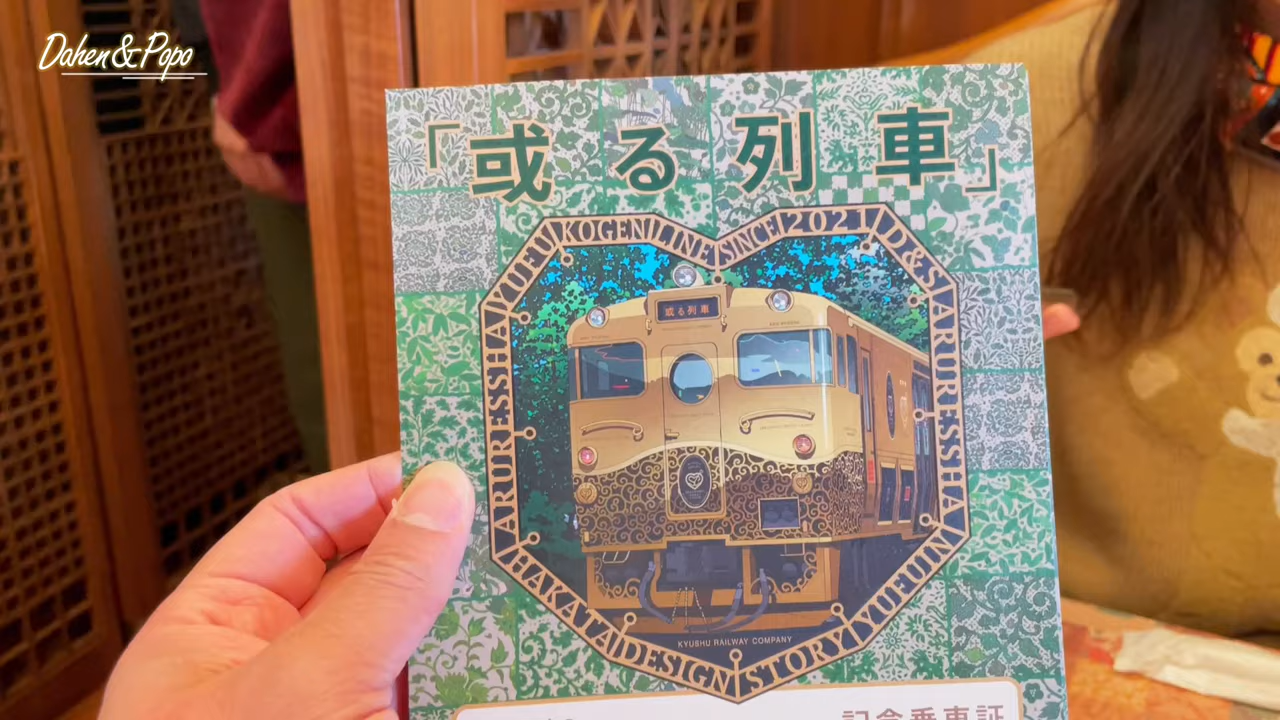 Dahen&Popo
「或る列車」
ARURESSHA YUFU KOGEN LINE SINCE 2021 D&S ARURESSHA
或る列車
KYUSHU RAILWAY COMPANY
HAKATA DESIGN STORY YUFUIN
記念乗車証